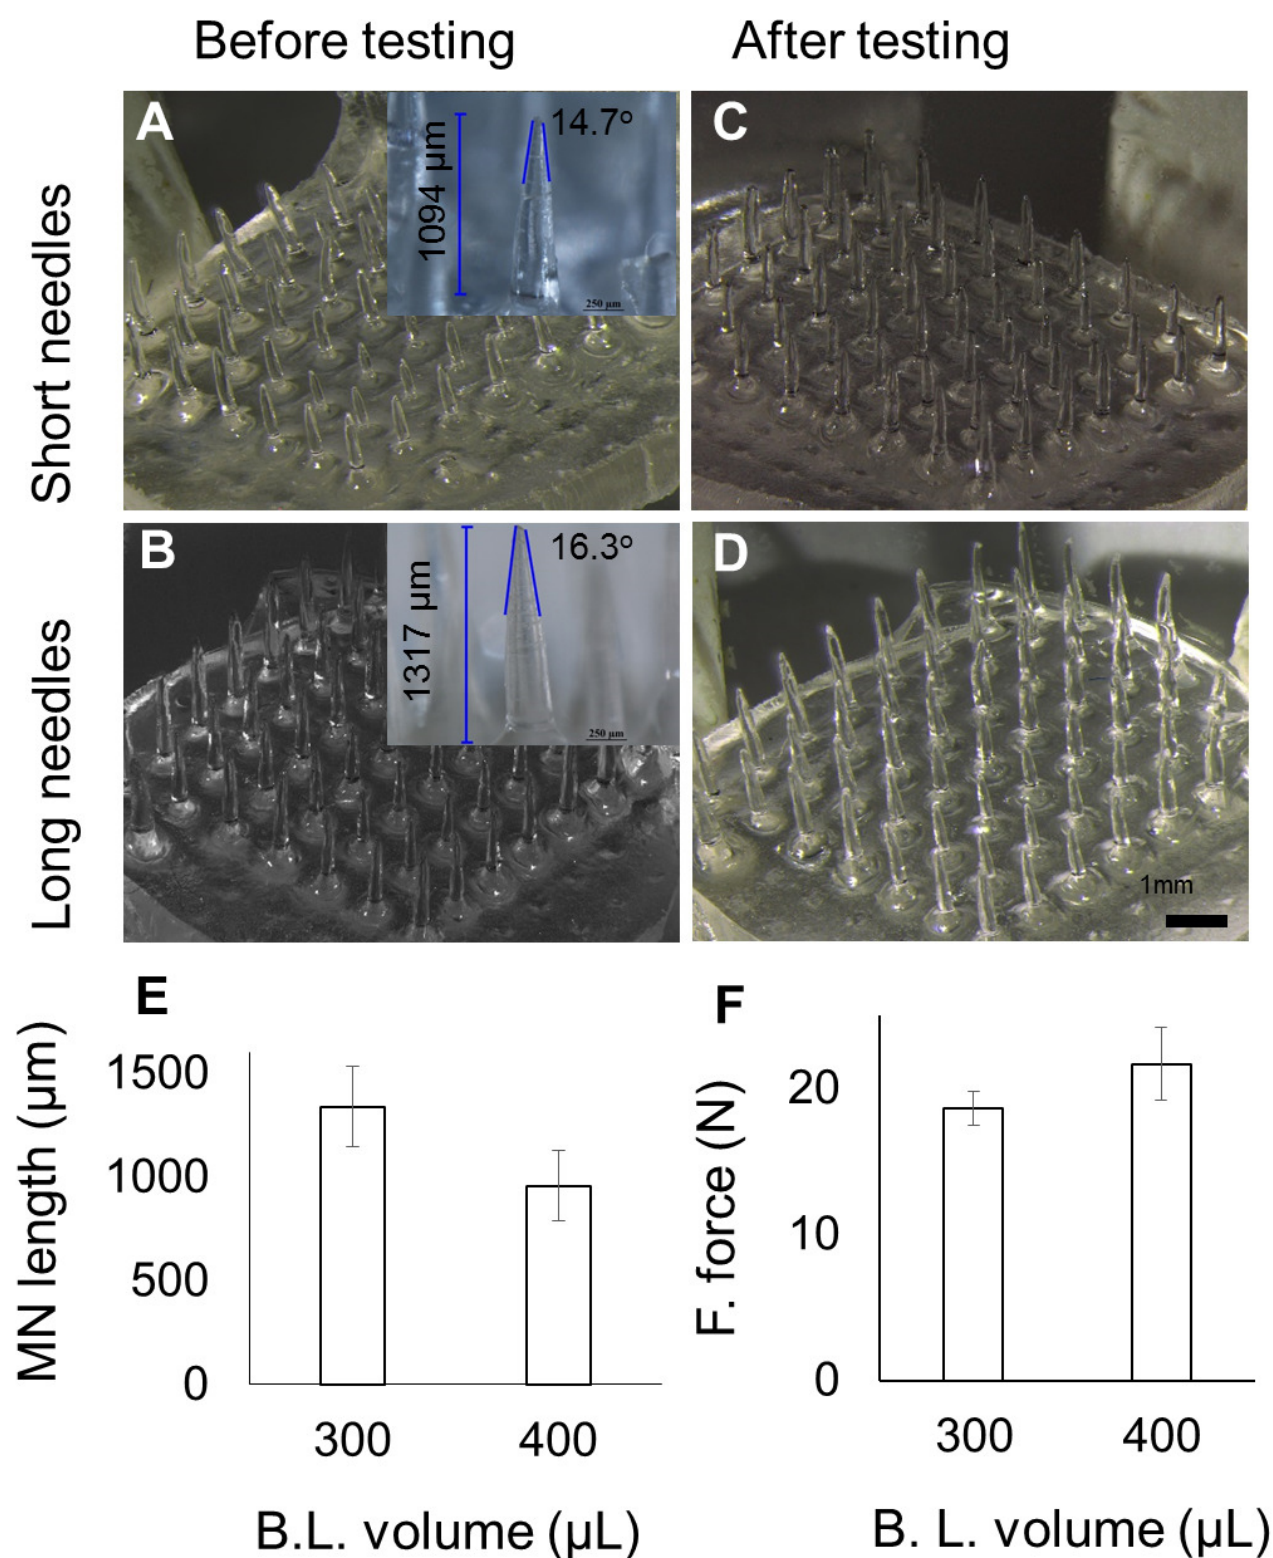 Before testing
After testing
Short needles
A
1094 µm
14.7°
250 µm
C
Long needles
B
1317 µm
16.3°
250 µm
D
1mm
E
MN length (µm)
1500
1000
500
0
300
400
B.L. volume (µL)
F
F. force (N)
20
10
0
300
400
B. L. volume (µL)